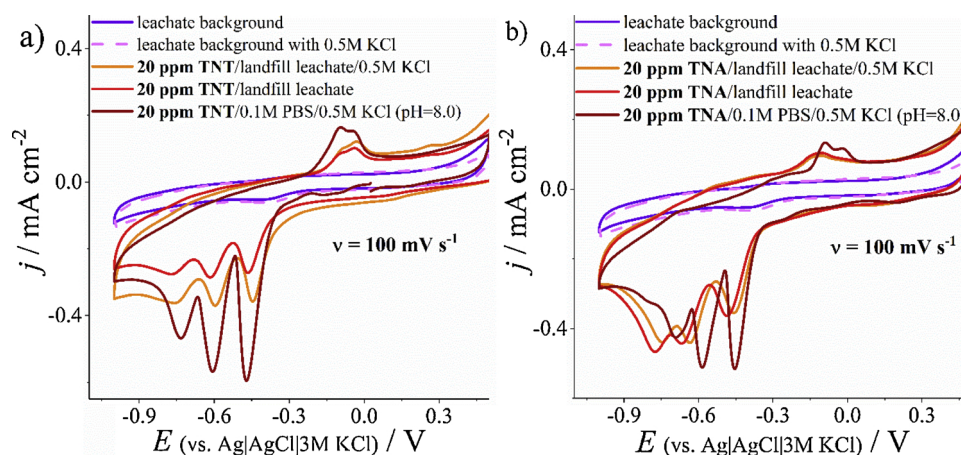 a)
leachate background
leachate background with 0.5M KCl
20 ppm TNT/landfill leachate/0.5M KCl
20 ppm TNT/landfill leachate
20 ppm TNT/0.1M PBS/0.5M KCl (pH=8.0)
0.4
0.0
-0.4
j / mA cm-2
ν = 100 mV s-1
-0.9 -0.6 -0.3 0.0 0.3
E (vs. Ag|AgCl|3M KCl) / V
b)
leachate background
leachate background with 0.5M KCl
20 ppm TNA/landfill leachate/0.5M KCl
20 ppm TNA/landfill leachate
20 ppm TNA/0.1M PBS/0.5M KCl (pH=8.0
0.4
0.0
-0.4
j / mA cm-2
ν = 100 mV s-1
-0.9 -0.6 -0.3 0.0 0.3
E (vs. Ag|AgCl|3M KCl) / V